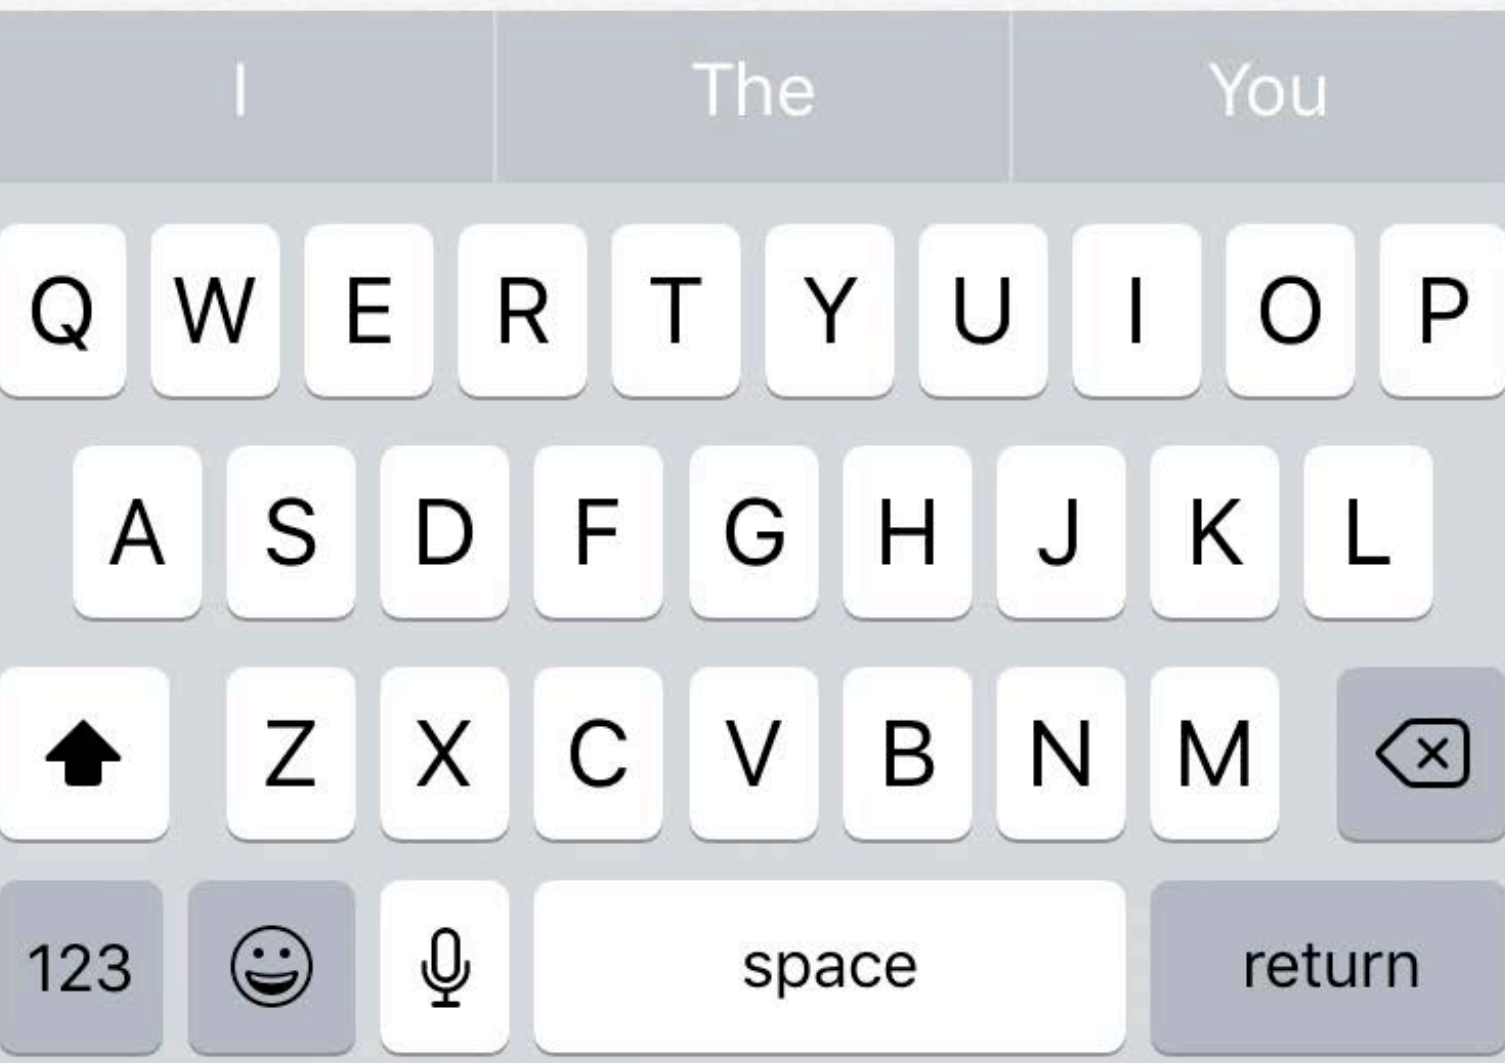 I The You
Q W E R T Y U I O P
A S D F G H J K L
Z X C V B N M
123 space return